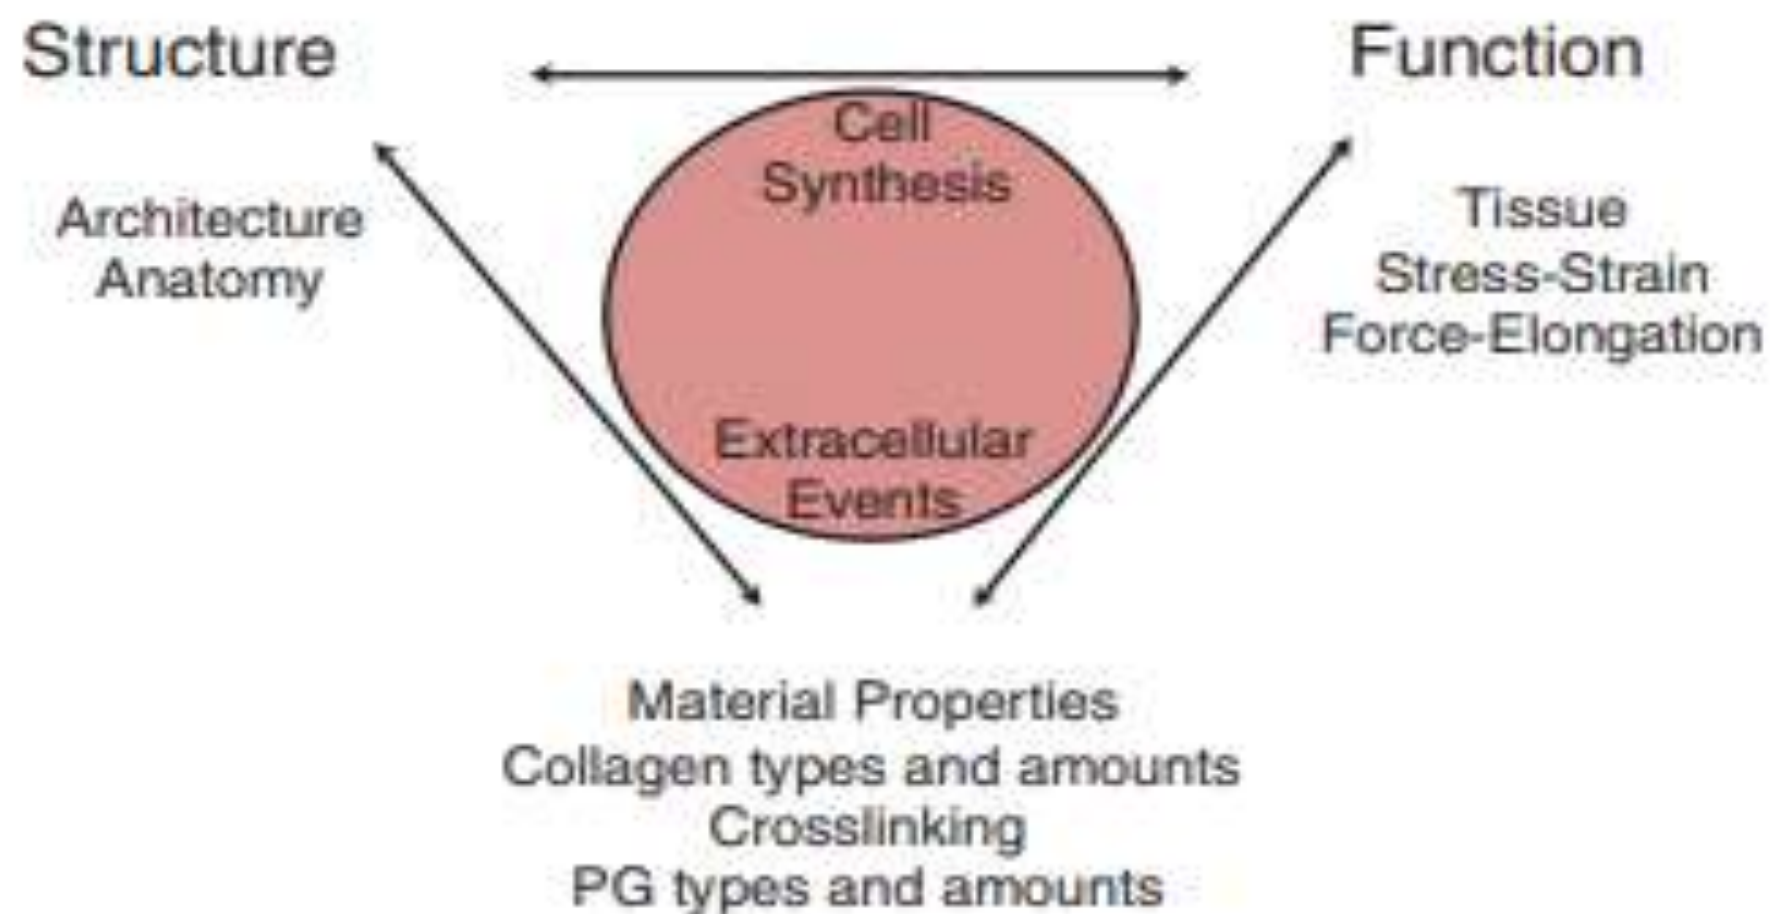 Structure
Function
Cell
Synthesis
Architecture
Anatomy
Tissue
Stress-Strain
Force-Elongation
Extracellular
Events
Material Properties
Collagen types and amounts
Crosslinking
PG types and amounts